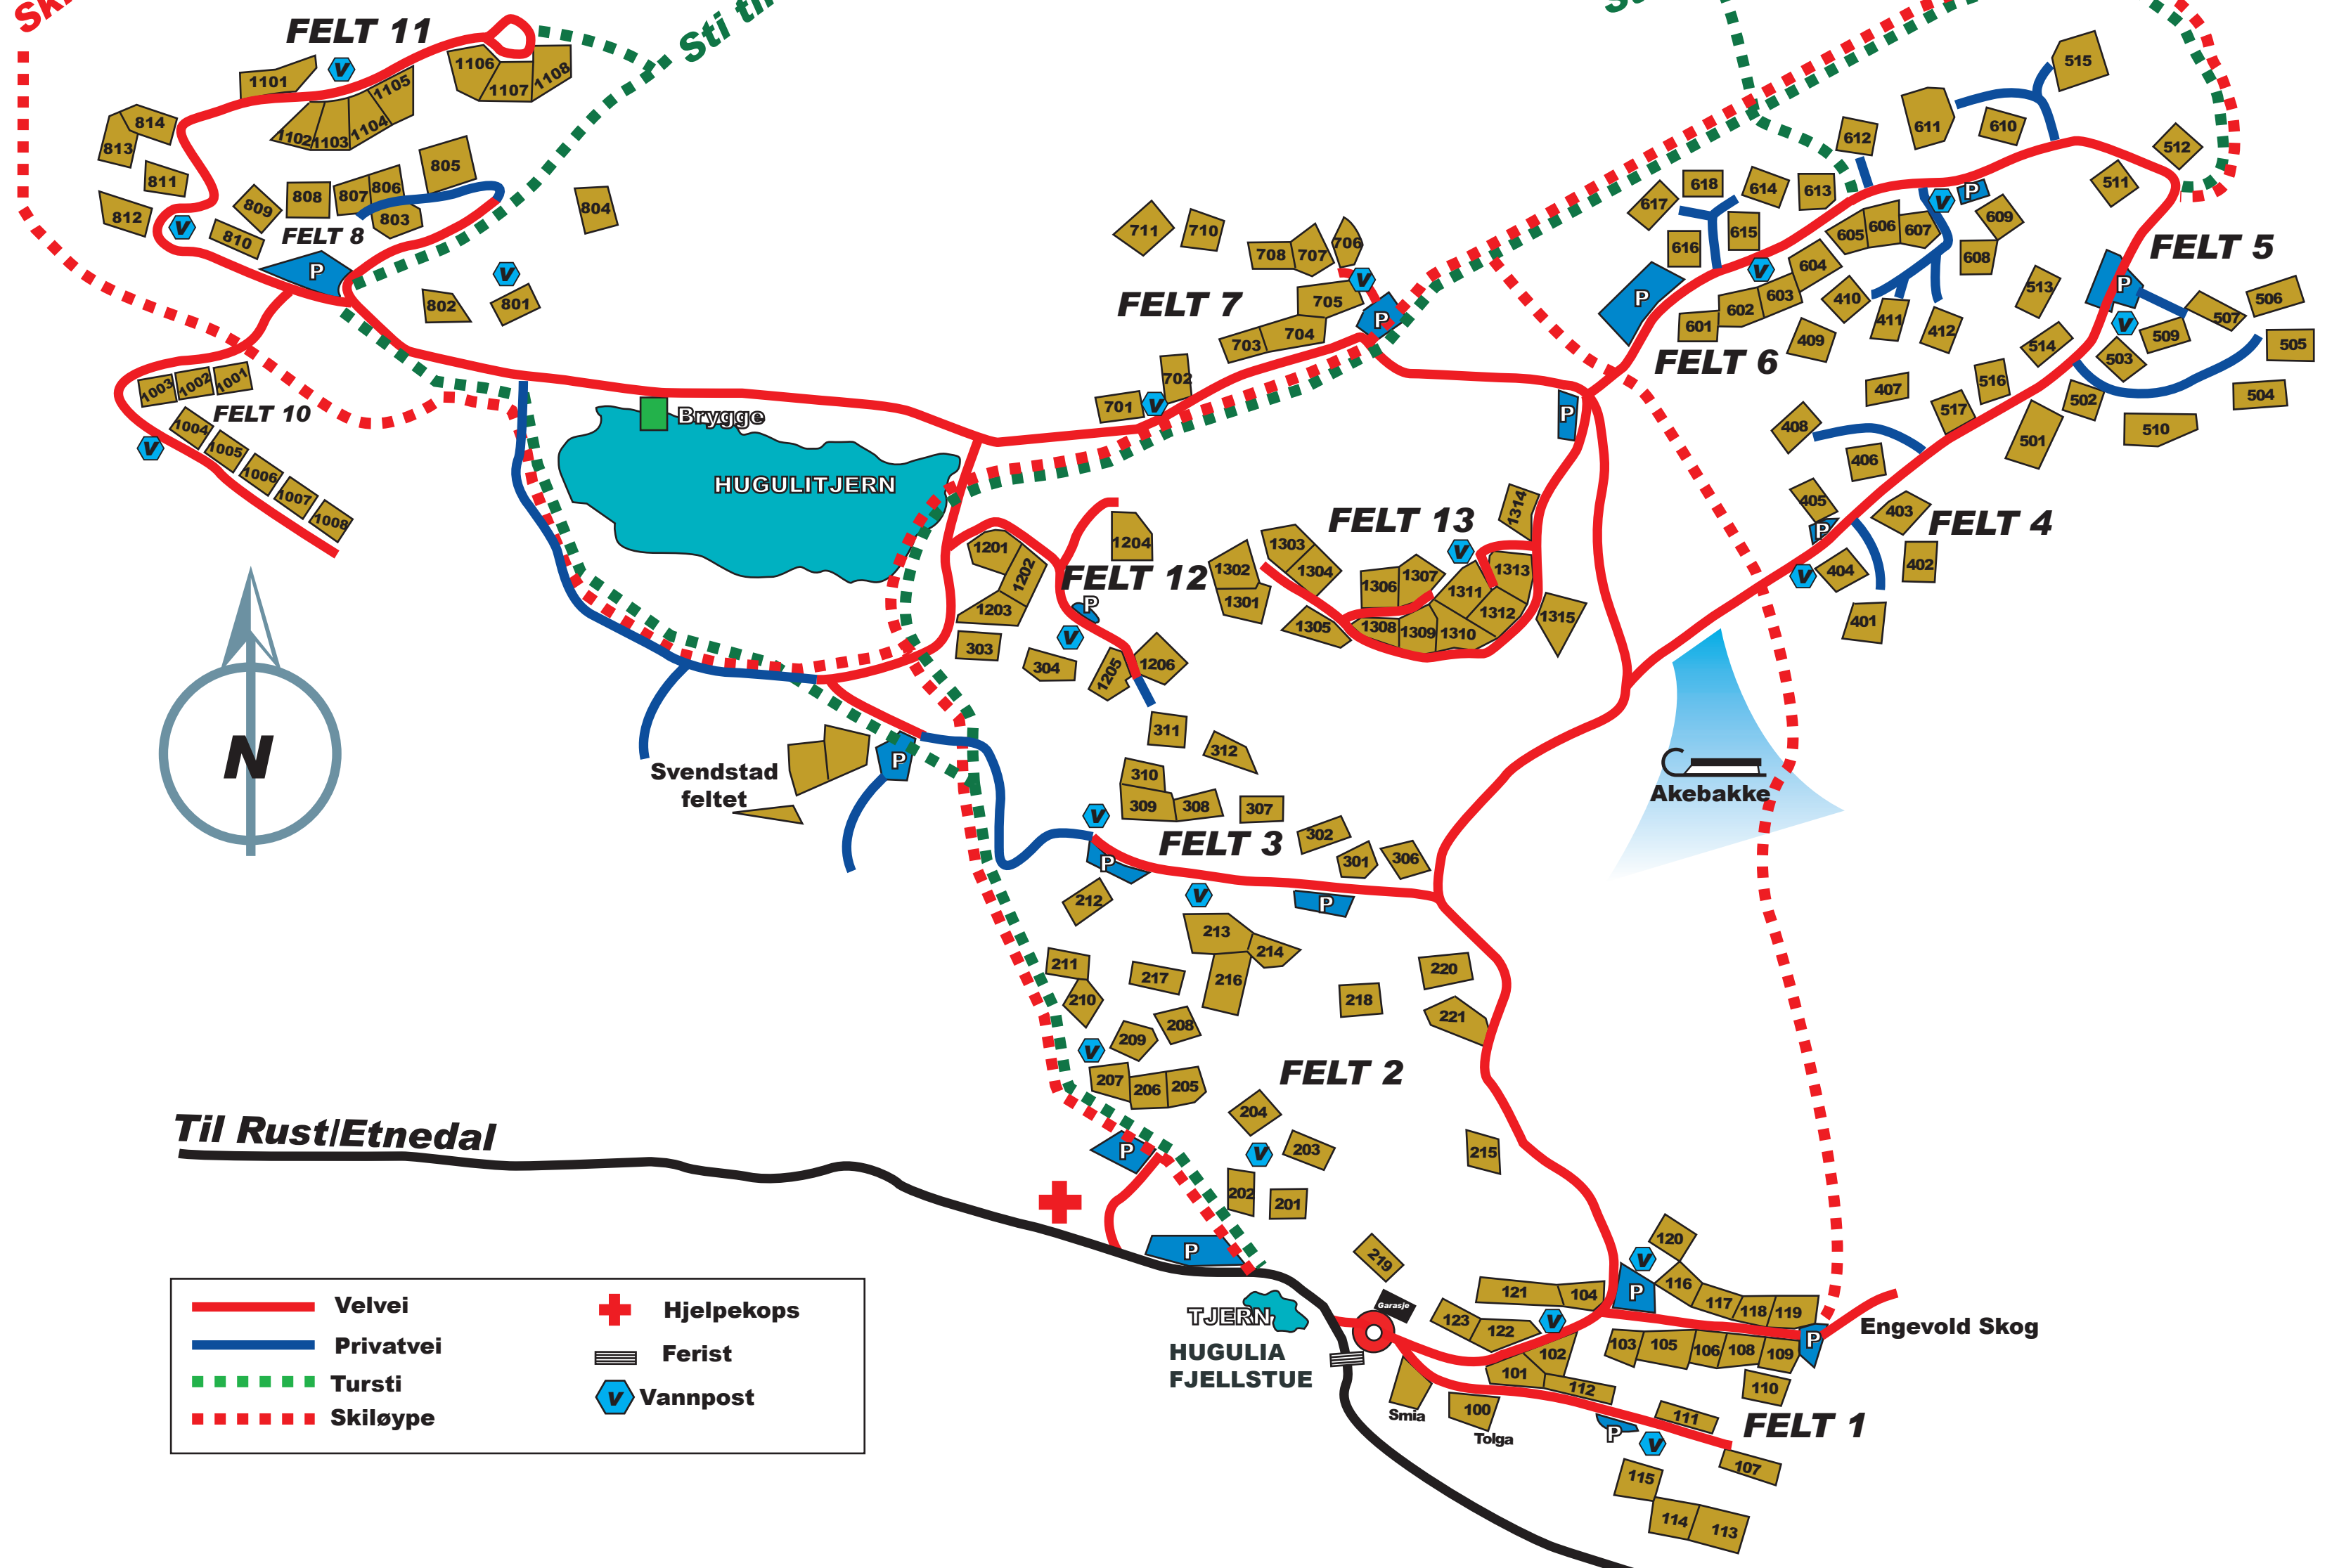 Ski
FELT 11
V
1101
1102
1103
1104
1105
1106
1107
1108
Sti til
814
813
811
812
V
810
809
808
807
806
805
803
804
FELT 8
P
V
802
801
1003
1002
1001
FELT 10
V
1004
1005
1006
1007
1008
N
Brygge
HUGULITJERN
711
710
708
707
706
V
705
P
FELT 7
704
703
702
701
V
515
611
610
612
512
511
618
617
614
613
615
616
P
V
609
605
606
607
608
604
V
603
602
601
P
410
411
412
409
FELT 6
FELT 5
513
P
V
507
506
509
505
503
514
504
502
510
516
517
501
407
408
406
P
405
P
403
FELT 4
402
404
V
401
FELT 13
1314
V
1303
1304
1302
1301
1305
1306
1307
1313
1311
1312
1308
1309
1310
1315
1201
1202
1203
1204
FELT 12
P
V
303
304
1205
1206
311
312
310
309
308
307
FELT 3
V
P
302
301
306
P
V
Svendstad
feltet
P
Akebakke
212
213
214
216
211
210
217
220
218
221
208
209
V
207
206
205
FELT 2
204
203
V
202
201
215
P
P
219
Til Rust/Etnedal
TJERN
HUGULIA
FJELLSTUE
Garasje
120
V
P
116
117
118
119
121
104
V
123
122
102
101
112
103
105
106
108
109
P
110
Engevold Skog
Smia
100
Tolga
P
V
111
FELT 1
107
115
114
113
Velvei
Privatvei
Tursti
Skiløype
Hjelpekops
Ferist
V Vannpost